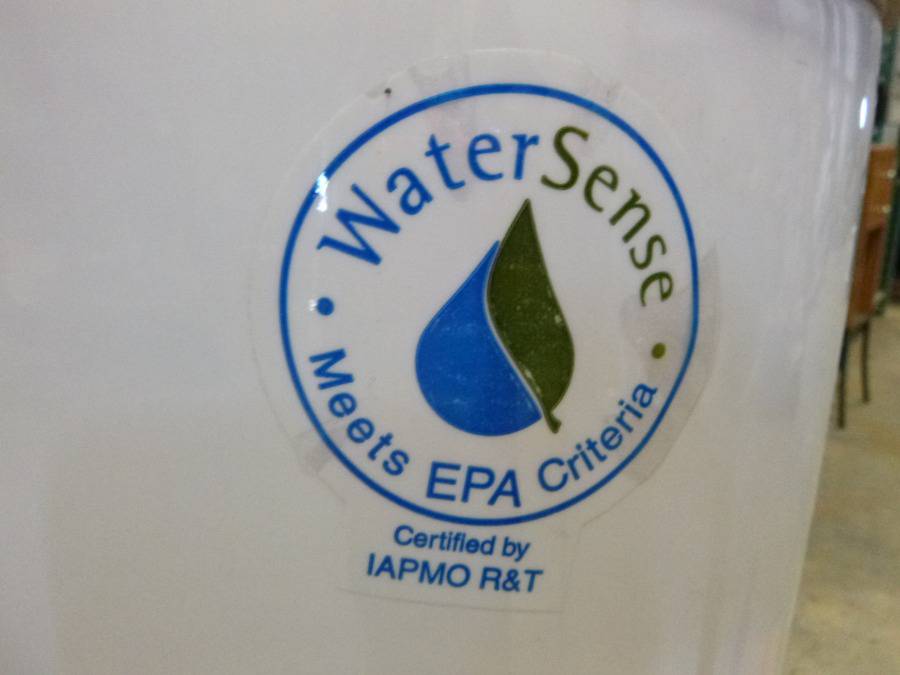 WaterSense
Meets EPA Criteria
Certified by
IAPMO R&T